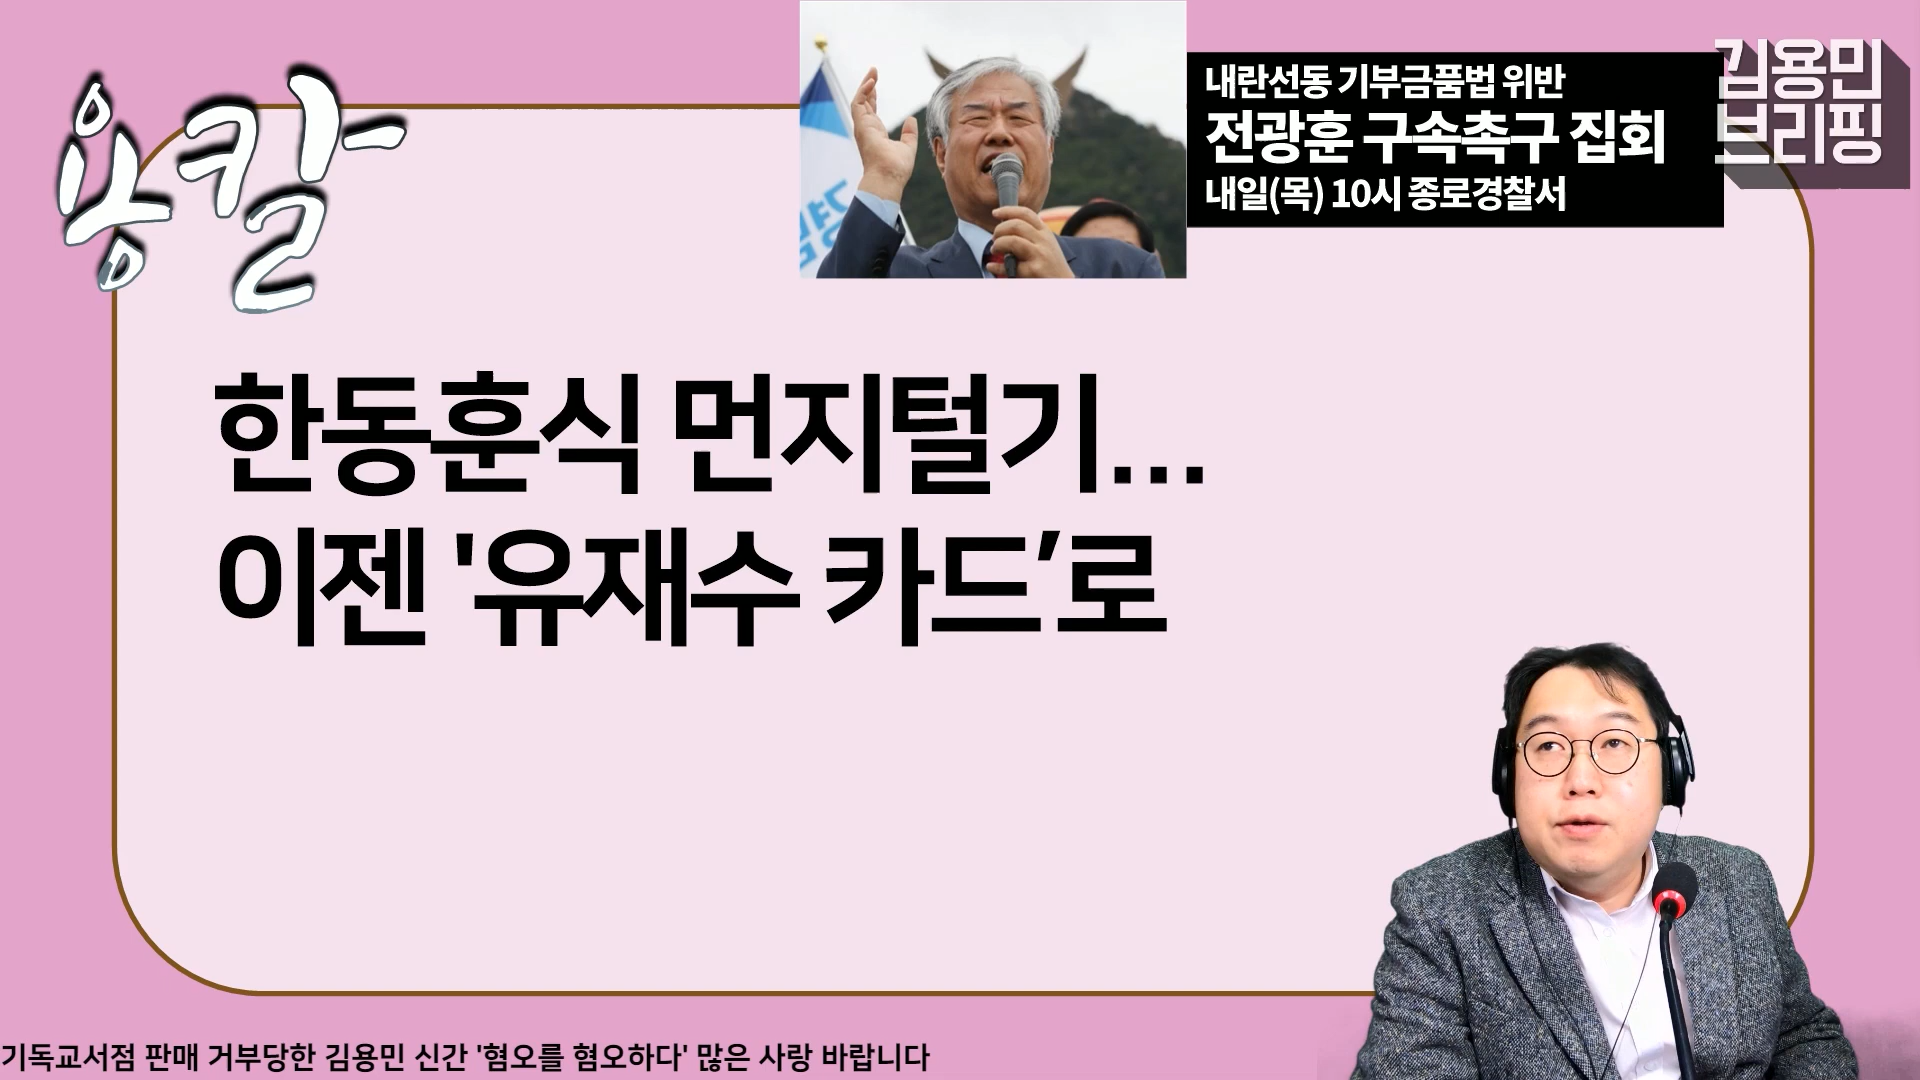 용칼
내란선동 기부금품법 위반
전광훈 구속촉구 집회
내일(목) 10시 종로경찰서
김용민
브리핑
한동훈식 먼지털기...
이젠 '유재수 카드’로
기독교서점 판매 거부당한 김용민 신간 '혐오를 혐오하다' 많은 사랑 바랍니다